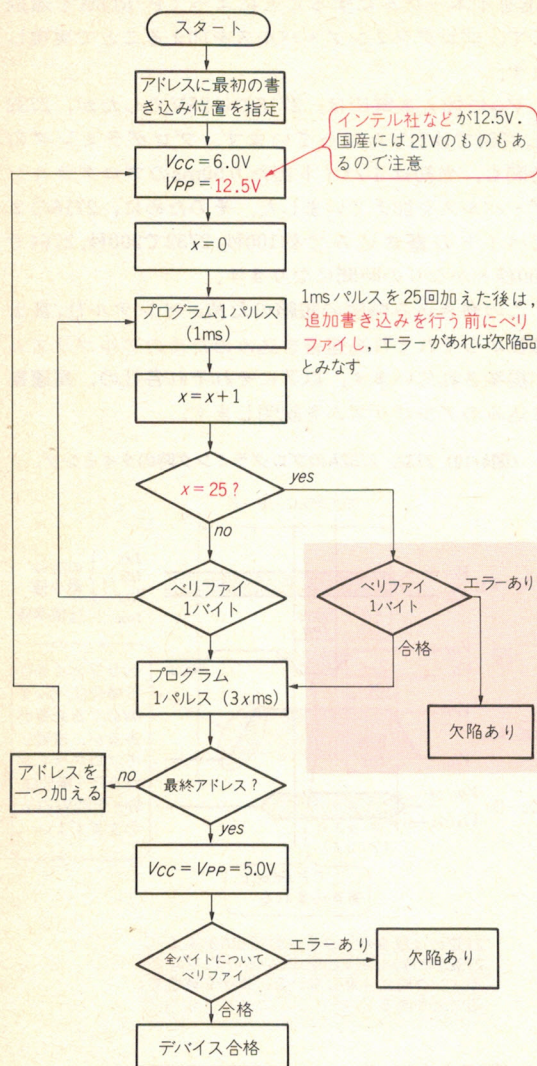 スタート
アドレスに最初の書
き込み位置を指定
インテル社などが12.5V.
国産には21Vのものもあ
るので注意
VCC=6.0V
VPP=12.5V
x=0
プログラム1パルス
(1ms)
1msパルスを25回加えた後は,
追加書き込みを行う前にベリ
ファイし, エラーがあれば欠陥品
とみなす
x=x+1
x=25?
yes
no
ベリファイ
1バイト
ベリファイ
1バイト
エラーあり
合格
プログラム
1パルス (3xms)
欠陥あり
アドレスを
一つ加える
no
最終アドレス?
yes
VCC=VPP=5.0V
全バイトについて
ベリファイ
エラーあり
欠陥あり
合格
デバイス合格